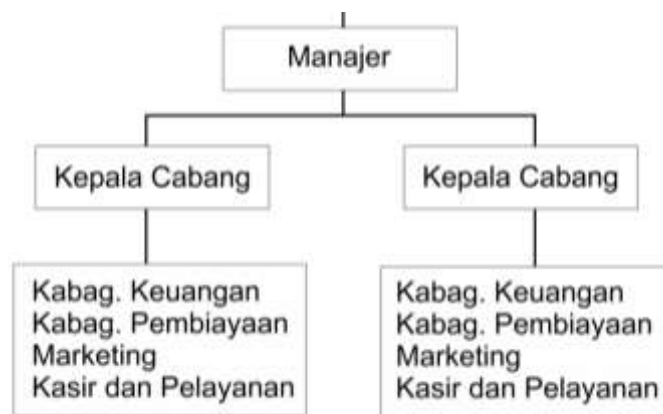 Manajer
Kepala Cabang
Kepala Cabang
Kabag. Keuangan
Kabag. Pembiayaan
Marketing
Kasir dan Pelayanan
Kabag. Keuangan
Kabag. Pembiayaan
Marketing
Kasir dan Pelayanan